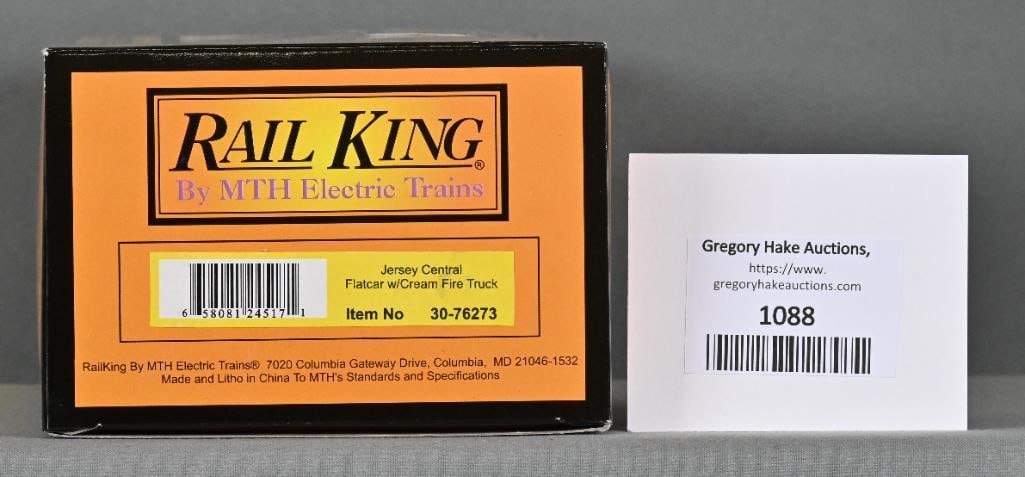 RAIL KING®
By MTH Electric Trains
Jersey Central
Flatcar w/Cream Fire Truck
Item No 30-76273
6 58081 24517 1
RailKing By MTH Electric Trains® 7020 Columbia Gateway Drive, Columbia, MD 21046-1532
Made and Litho in China To MTH's Standards and Specifications
Gregory Hake Auctions,
https://www.
gregoryhakeauctions.com
1088